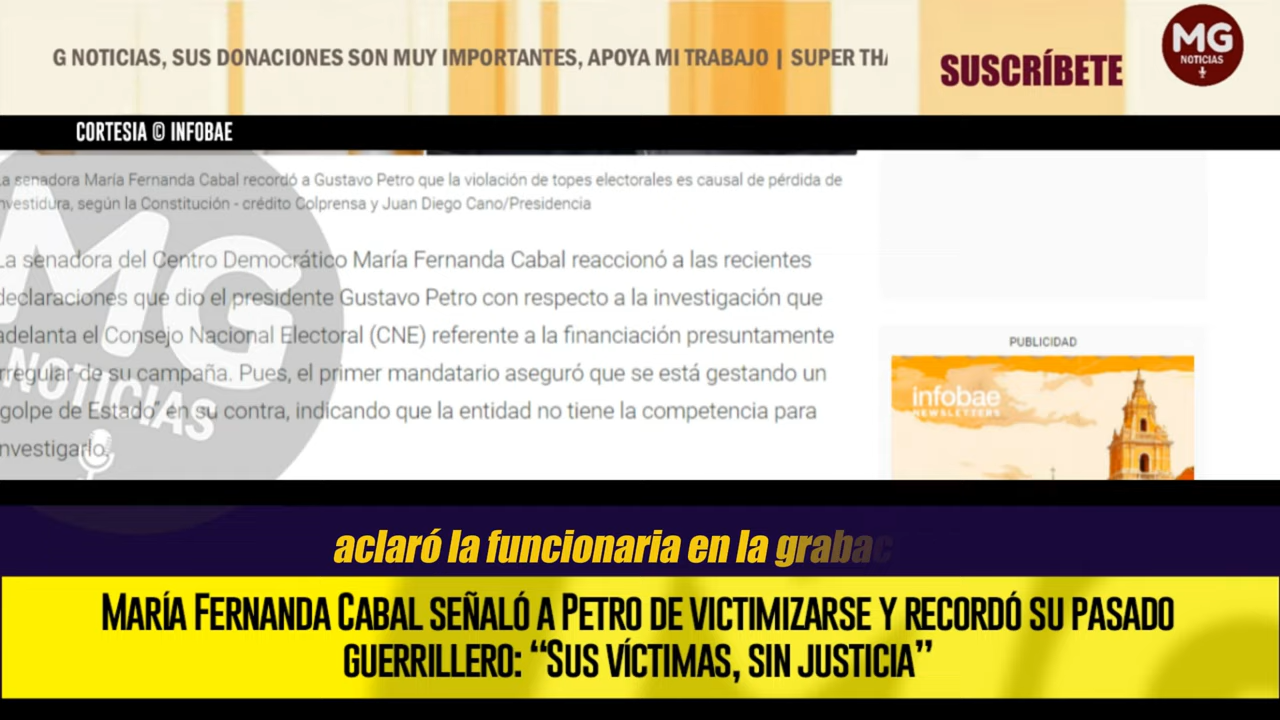 G NOTICIAS, SUS DONACIONES SON MUY IMPORTANTES, APOYA MI TRABAJO | SUPER
SUSCRÍBETE
MG
NOTICIAS
CORTESIA © INFOBAE
a senadora María Fernanda Cabal recordó a Gustavo Petro que la violación de topes electorales es causal de pérdida de
nvestidura, según la Constitución - crédito Colprensa y Juan Diego Cano/Presidencia
La senadora del Centro Democrático María Fernanda Cabal reaccionó a las recientes
declaraciones que dio el presidente Gustavo Petro con respecto a la investigación que
adelanta el Consejo Nacional Electoral (CNE) referente a la financiación presuntamente
rregular de su campaña. Pues, el primer mandatario aseguró que se está gestando un
golpe de Estado" en su contra, indicando que la entidad no tiene la competencia para
nvestigarlo.
MG
NOTICIAS
PUBLICIDAD
infobae
NEWSLETTERS
aclaró la funcionaria en la grabac
MARÍA FERNANDA CABAL SEÑALÓ A PETRO DE VICTIMIZARSE Y RECORDÓ SU PASADO
GUERRILLERO: “SUS VÍCTIMAS, SIN JUSTICIA”